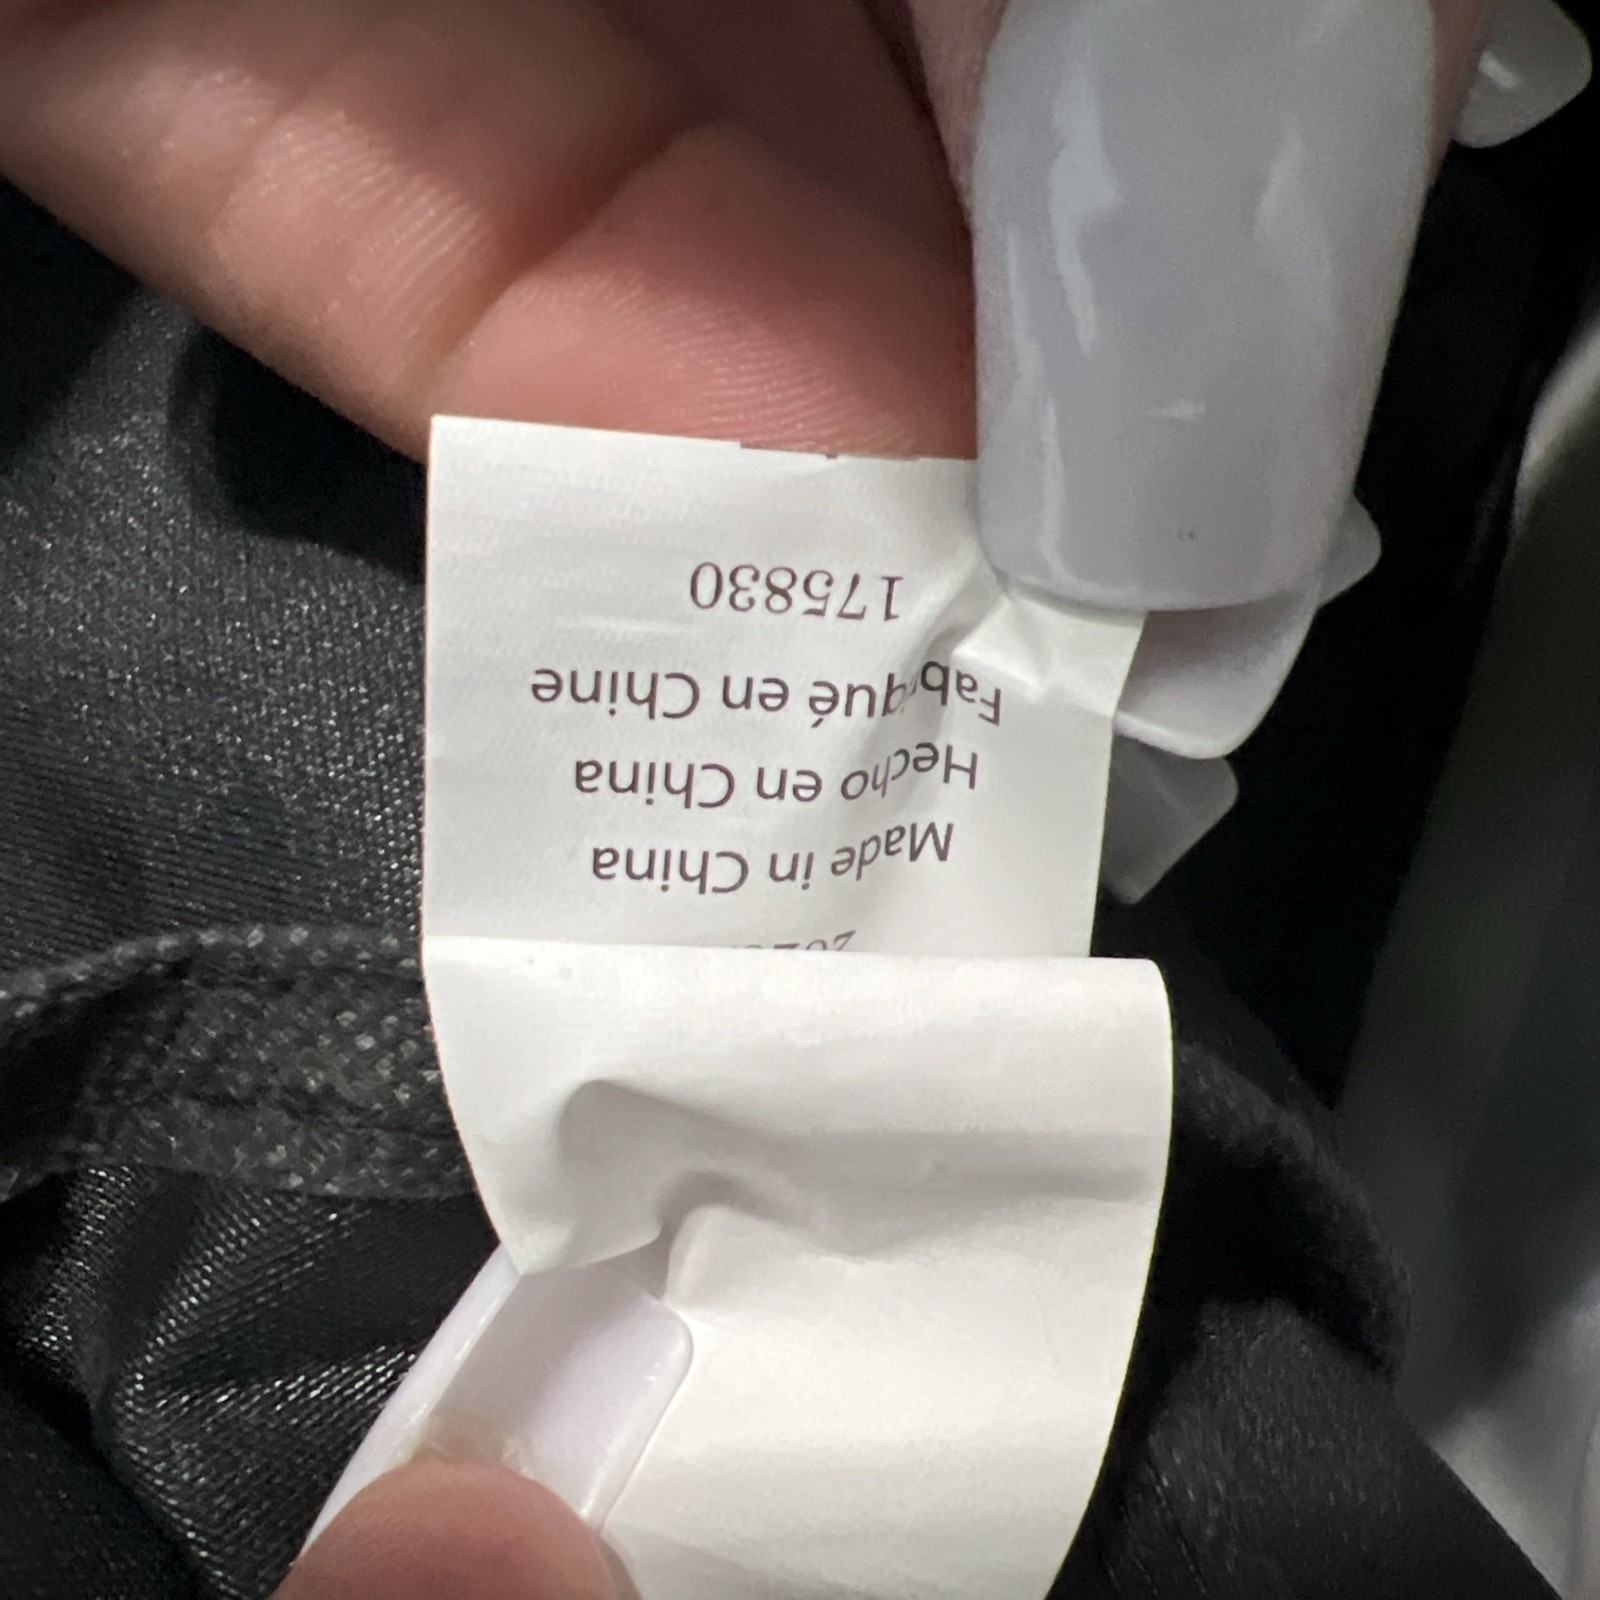 Made in China
Hecho en China
en Chine
175830